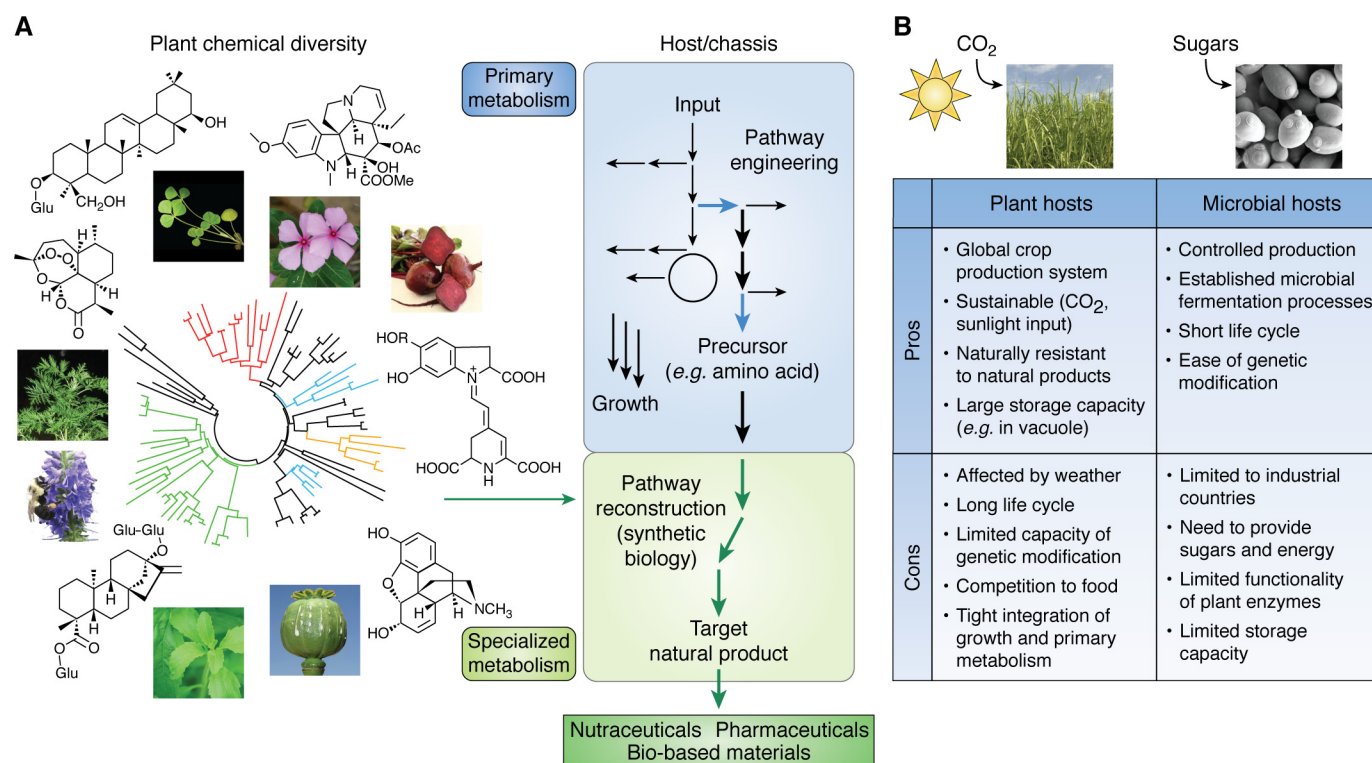 A
Plant chemical diversity
OH
O
Glu
CH2OH
N
H
O
N
OAc
OH
COOMe
H
O
O
O
H
H
O
O
HOR
HO
N+
COOH
HOOC
N
H
COOH
Glu-Glu
O
H
H
O
O
Glu
HO
O
H
H
NCH3
HO
Host/chassis
Primary
metabolism
Input
Pathway
engineering
Precursor
(e.g. amino acid)
Growth
Pathway
reconstruction
(synthetic
biology)
Target
natural product
Specialized
metabolism
Nutraceuticals Pharmaceuticals
Bio-based materials
B
CO2
Sugars
Plant hosts
Microbial hosts
Pros
• Global crop
production system
• Sustainable (CO2,
sunlight input)
• Naturally resistant
to natural products
• Large storage capacity
(e.g. in vacuole)
• Controlled production
• Established microbial
fermentation processes
• Short life cycle
• Ease of genetic
modification
Cons
• Affected by weather
• Long life cycle
• Limited capacity of
genetic modification
• Competition to food
• Tight integration of
growth and primary
metabolism
• Limited to industrial
countries
• Need to provide
sugars and energy
• Limited functionality
of plant enzymes
• Limited storage
capacity